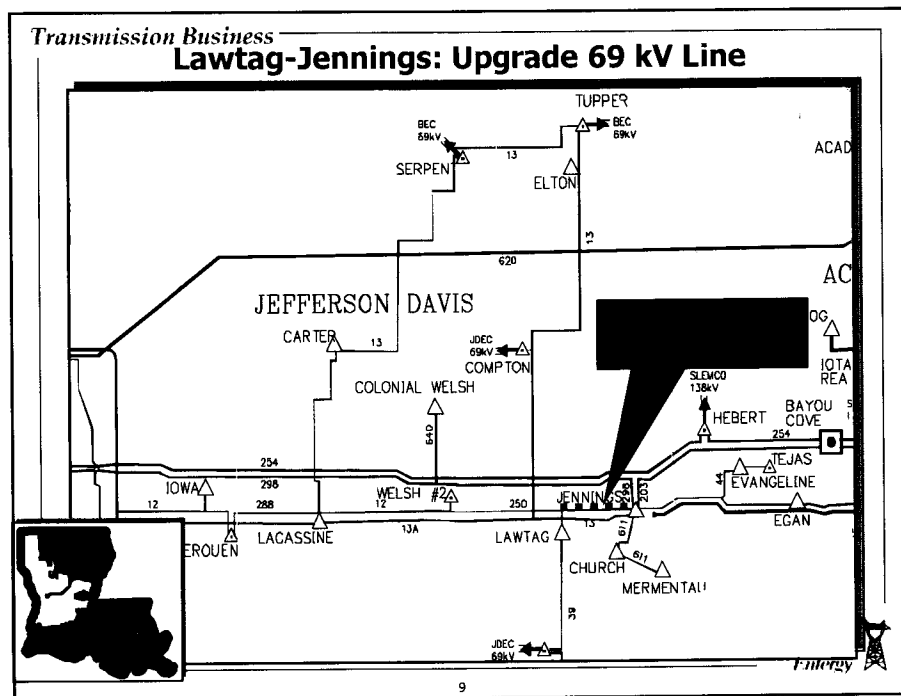 Transmission Business
Lawtag-Jennings: Upgrade 69 kV Line
TUPPER
BEC
69kV
BEC
69kV
SERPENT
13
ELTON
ACAD
13
620
AC
JEFFERSON DAVIS
CARTER
13
JDEC
69kV
COMPTON
OG
IOTA
REA
SLEMCO
138kV
COLONIAL WELSH
640
HEBERT
BAYOU
COVE
254
254
298
IOWA
WELSH #2
JENNINGS
298
203
44
TEJAS
EVANGELINE
12
288
12
250
13
EGAN
EROUEN
LACASSINE
13A
LAWTAG
611
CHURCH
611
MERMENTAU
39
JDEC
69kV
Entergy
9